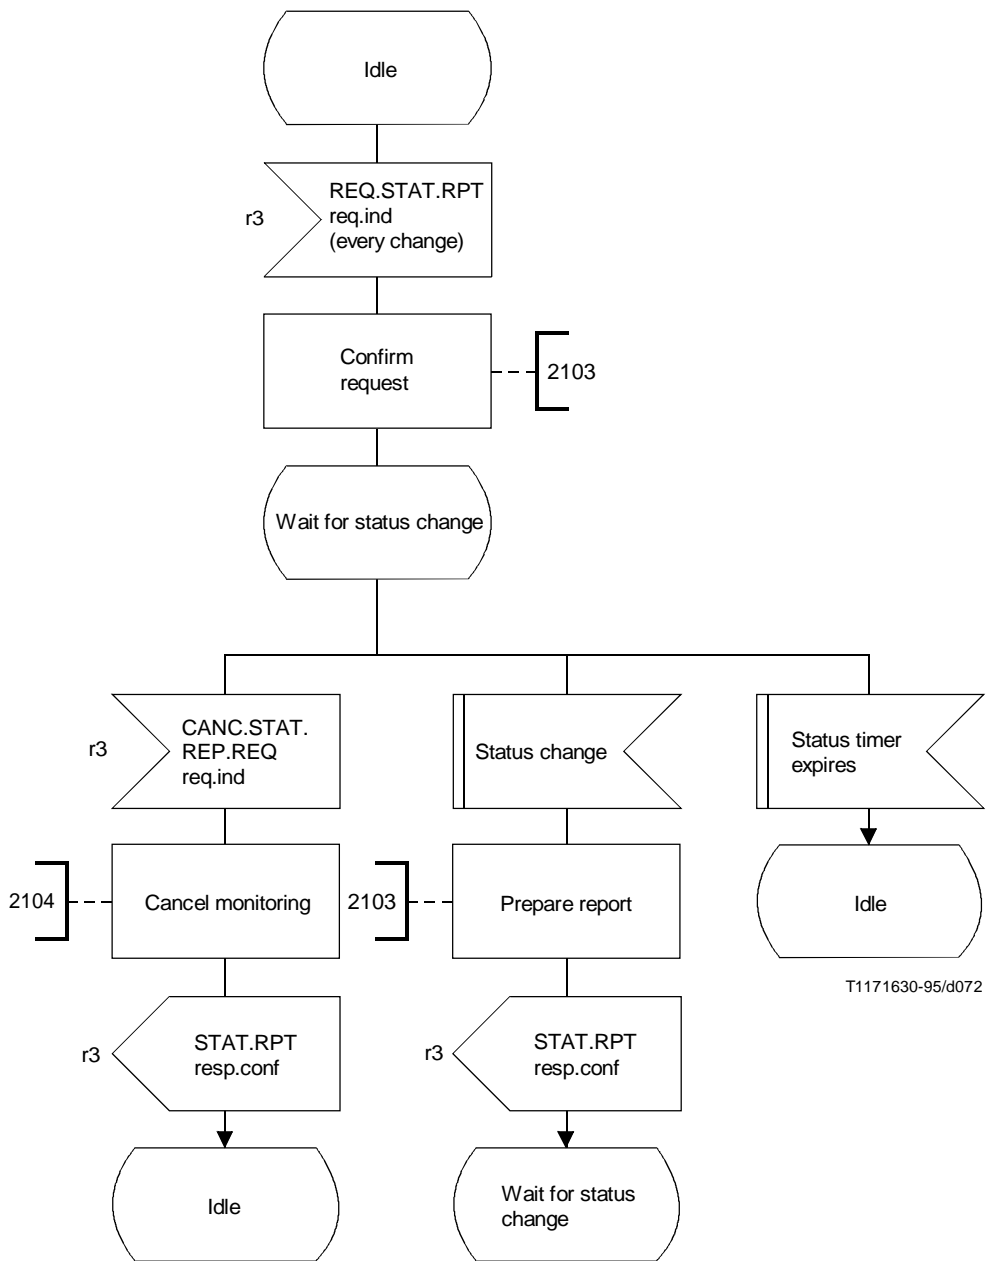 Idle
r3
REQ.STAT.RPT
req.ind
(every change)
Confirm
request
2103
Wait for status change
r3
CANC.STAT.
REP.REQ
req.ind
Status change
Status timer
expires
2104
Cancel monitoring
2103
Prepare report
Idle
T1171630-95/d072
r3
STAT.RPT
resp.conf
r3
STAT.RPT
resp.conf
Idle
Wait for status
change